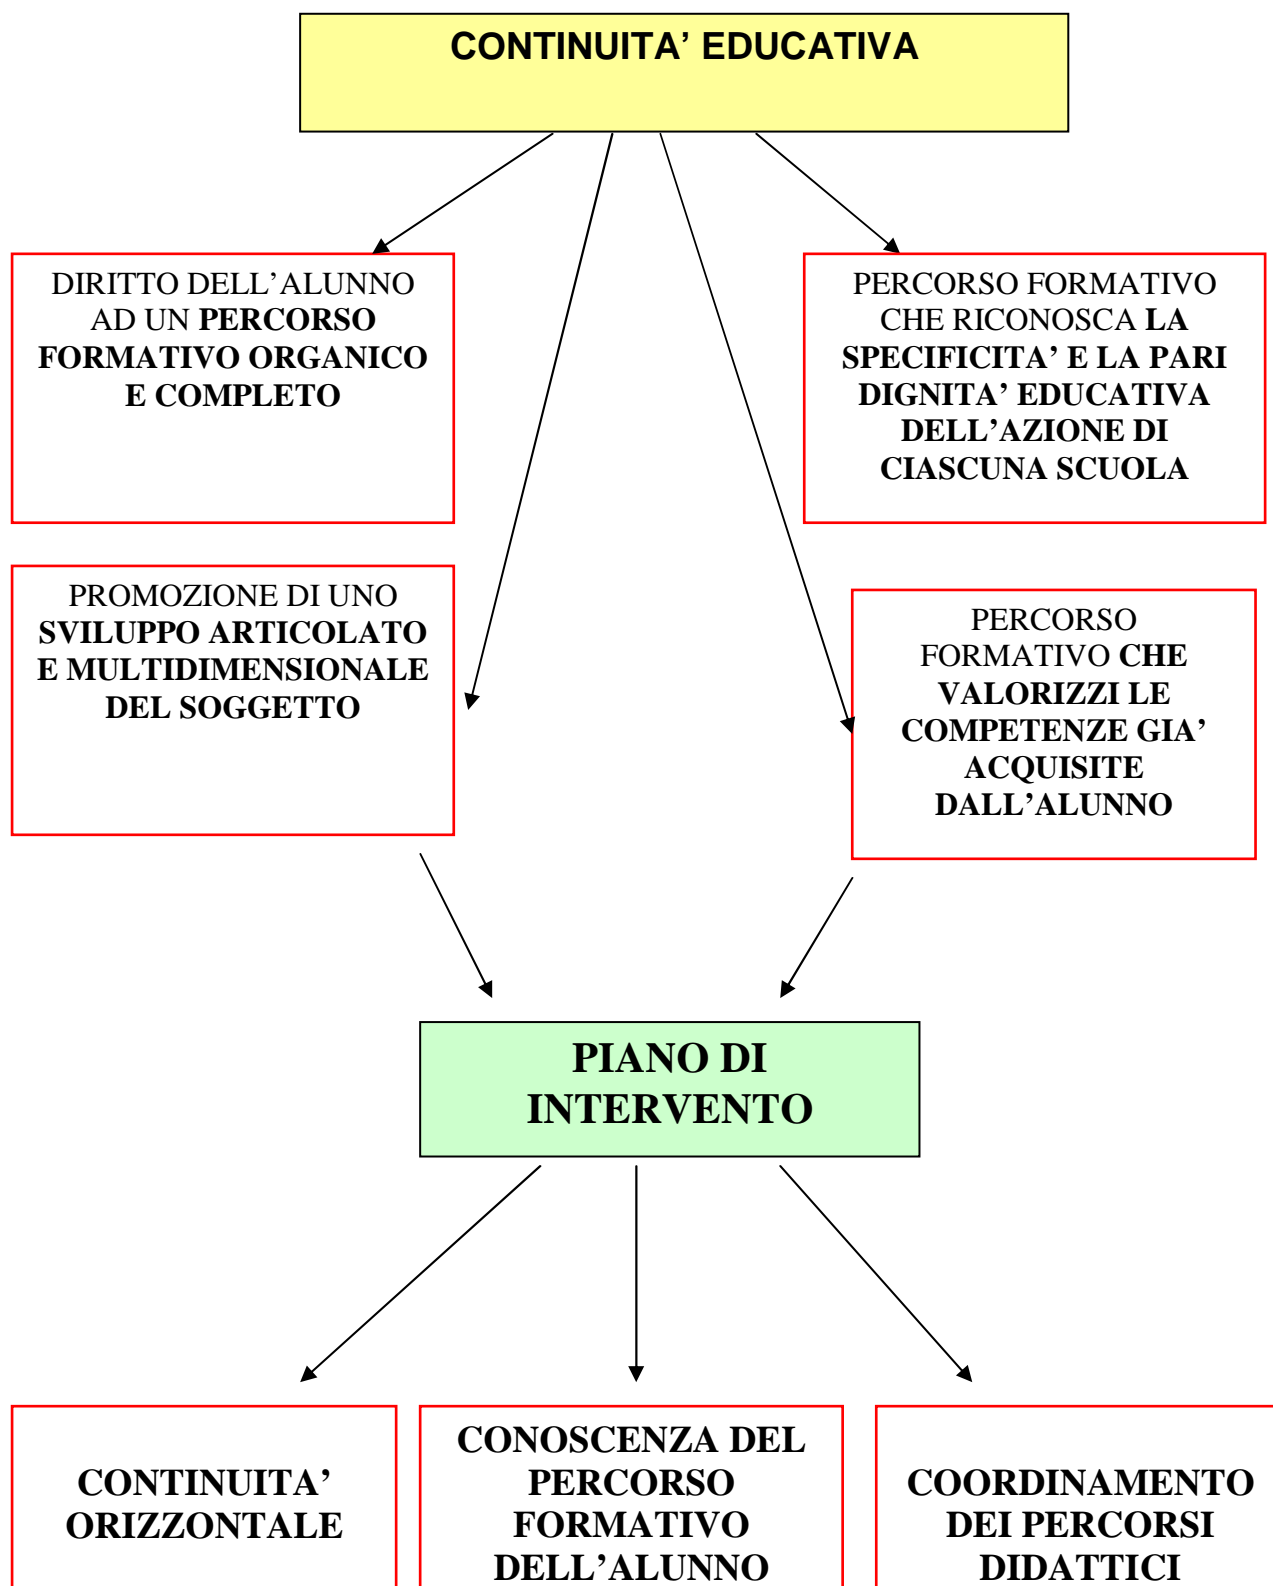 CONTINUITA’ EDUCATIVA
DIRITTO DELL’ALUNNO
AD UN PERCORSO
FORMATIVO ORGANICO
E COMPLETO
PERCORSO FORMATIVO
CHE RICONOSCA LA
SPECIFICITA’ E LA PARI
DIGNITA’ EDUCATIVA
DELL’AZIONE DI
CIASCUNA SCUOLA
PROMOZIONE DI UNO
SVILUPPO ARTICOLATO
E MULTIDIMENSIONALE
DEL SOGGETTO
PERCORSO
FORMATIVO CHE
VALORIZZI LE
COMPETENZE GIA’
ACQUISITE
DALL’ALUNNO
PIANO DI
INTERVENTO
CONTINUITA’
ORIZZONTALE
CONOSCENZA DEL
PERCORSO
FORMATIVO
DELL’ALUNNO
COORDINAMENTO
DEI PERCORSI
DIDATTICI